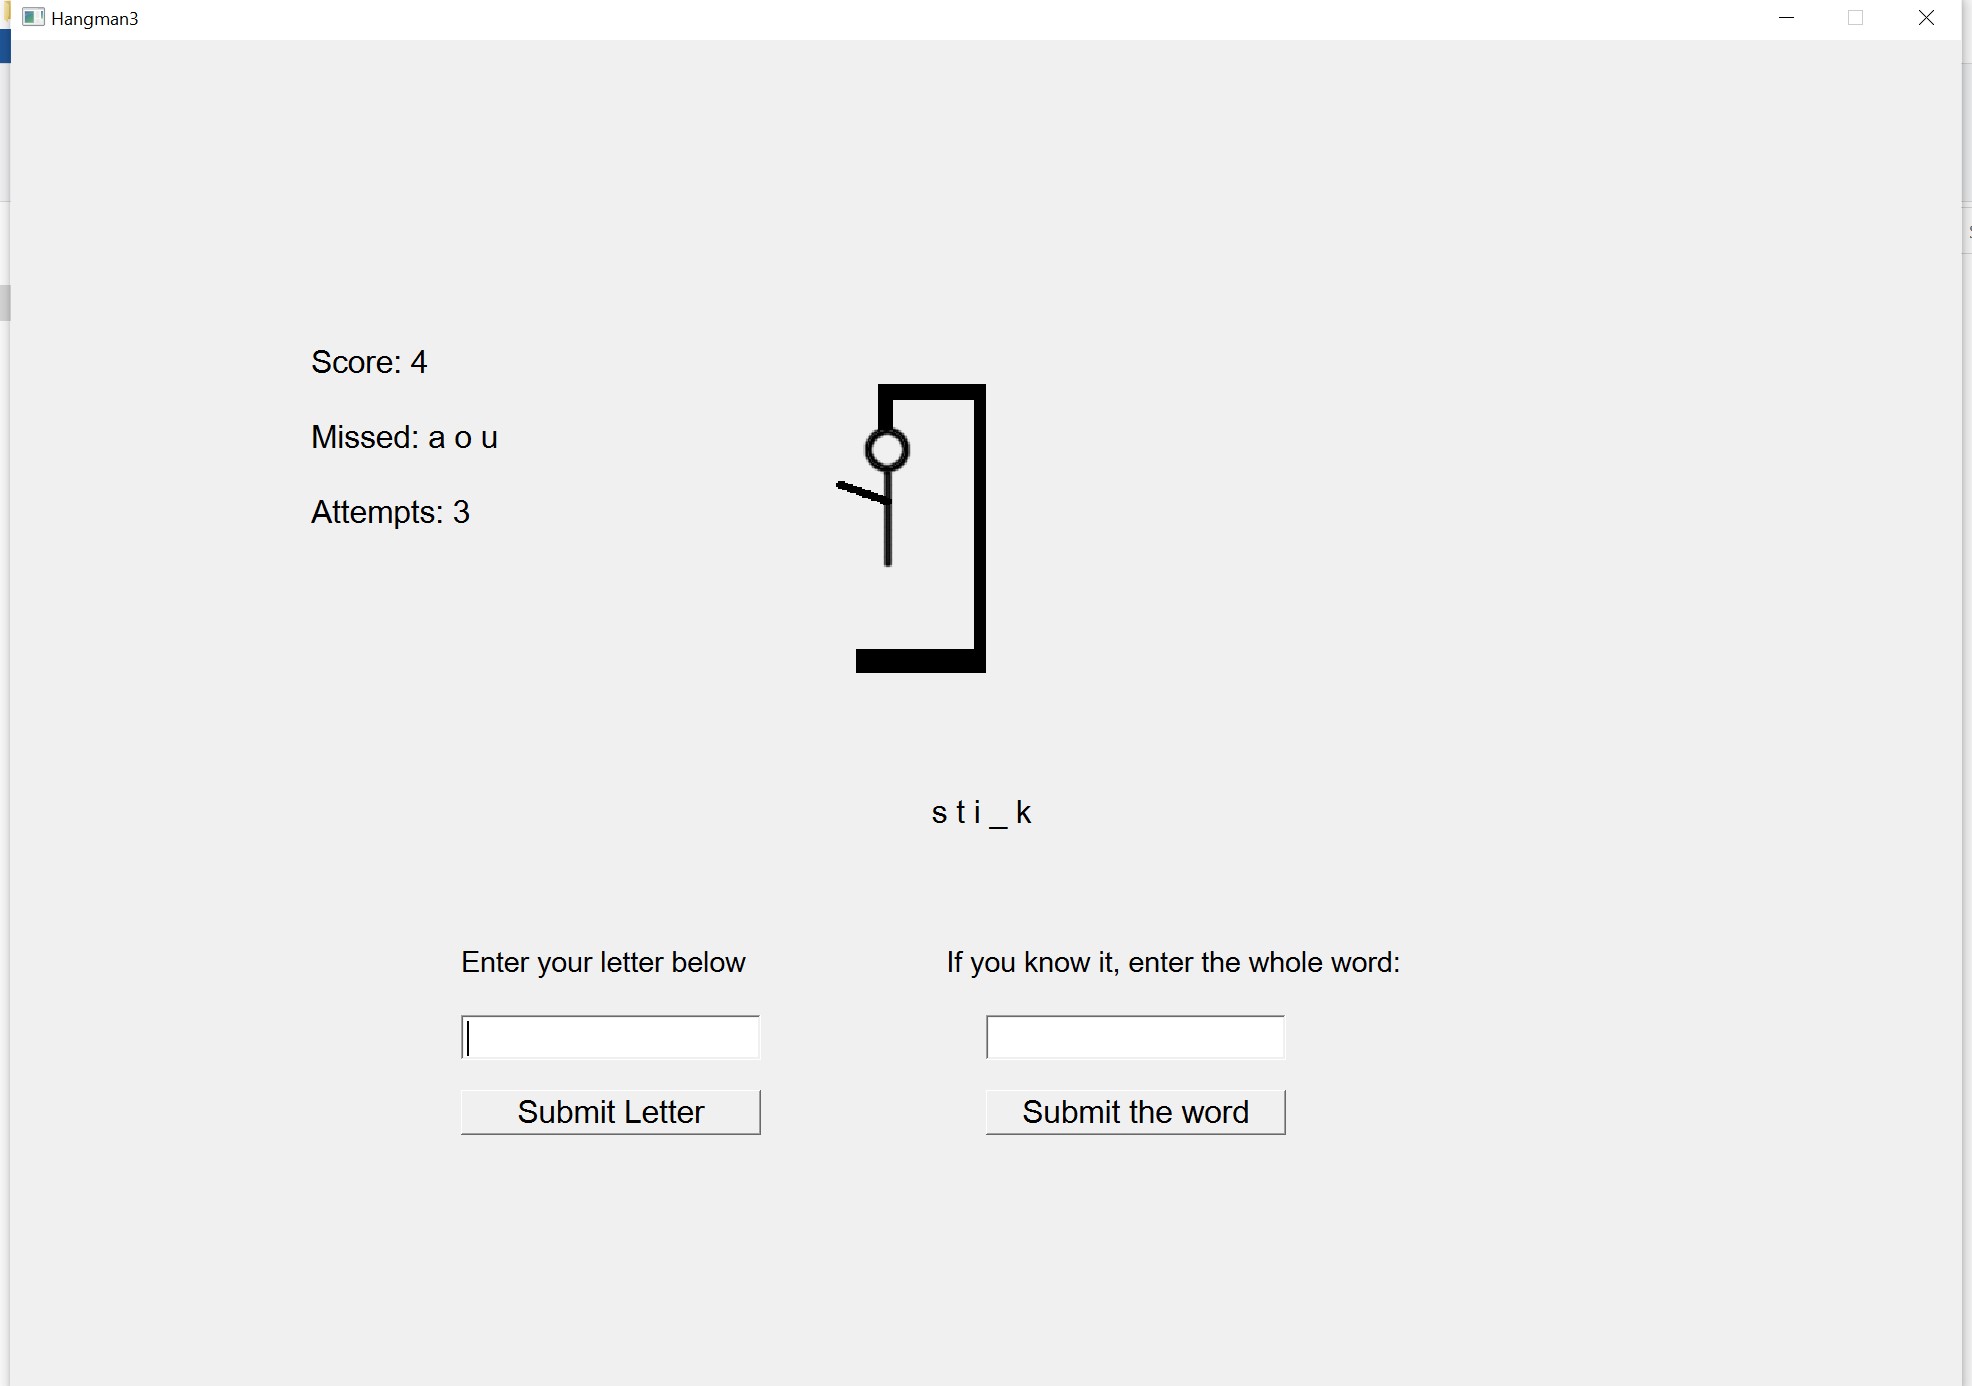 Hangman3
Score: 4
Missed: a o u
Attempts: 3
s t i _ k
Enter your letter below
If you know it, enter the whole word:
Submit Letter
Submit the word